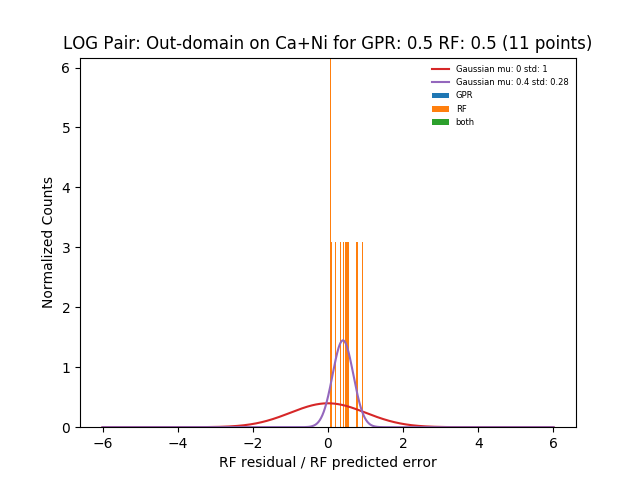 LOG Pair: Out-domain on Ca+Ni for GPR: 0.5 RF: 0.5 (11 points)
Gaussian mu: 0 std: 1
Gaussian mu: 0.4 std: 0.28
GPR
RF
both
Normalized Counts
6
5
4
3
2
1
0
−6 −4 −2 0 2 4 6
RF residual / RF predicted error